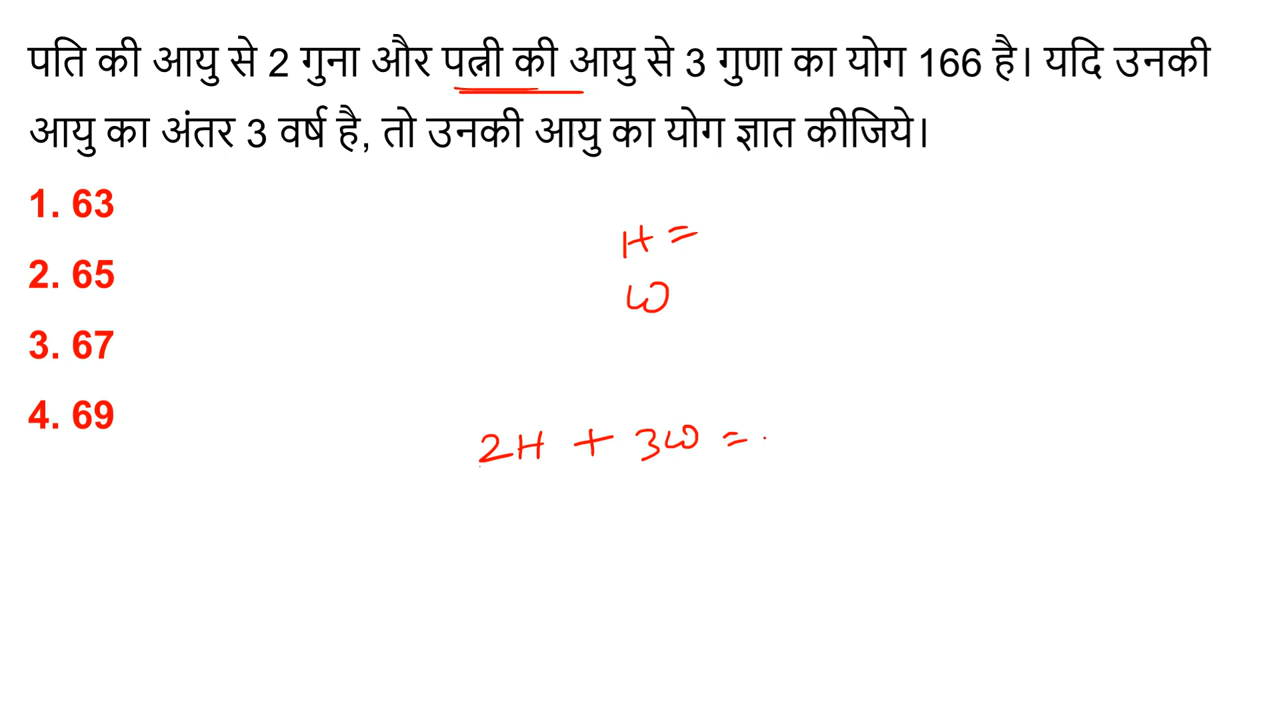 पति की आयु से 2 गुना और पत्नी की आयु से 3 गुणा का योग 166 है। यदि उनकी
आयु का अंतर 3 वर्ष है, तो उनकी आयु का योग ज्ञात कीजिये।
1. 63
2. 65
3. 67
4. 69
H =
W
2H + 3W =